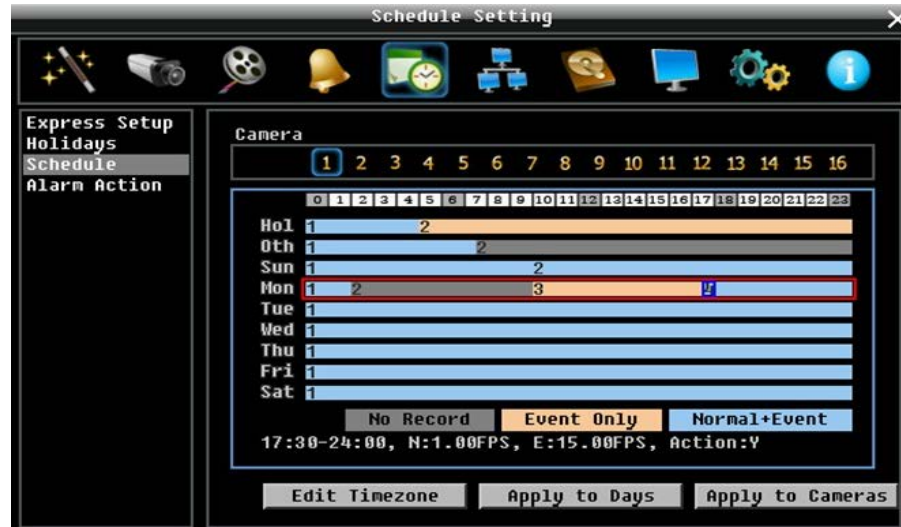 Schedule Setting
Express Setup
Holidays
Schedule
Alarm Action
Camera
1 2 3 4 5 6 7 8 9 10 11 12 13 14 15 16
0 1 2 3 4 5 6 7 8 9 10 11 12 13 14 15 16 17 18 19 20 21 22 23
Hol 1 2
Oth 1 2
Sun 1 2
Mon 1 2 3
Tue 1
Wed 1
Thu 1
Fri 1
Sat 1
No Record Event Only Normal+Event
17:30-24:00, N:1.00FPS, E:15.00FPS, Action:Y
Edit Timezone Apply to Days Apply to Cameras